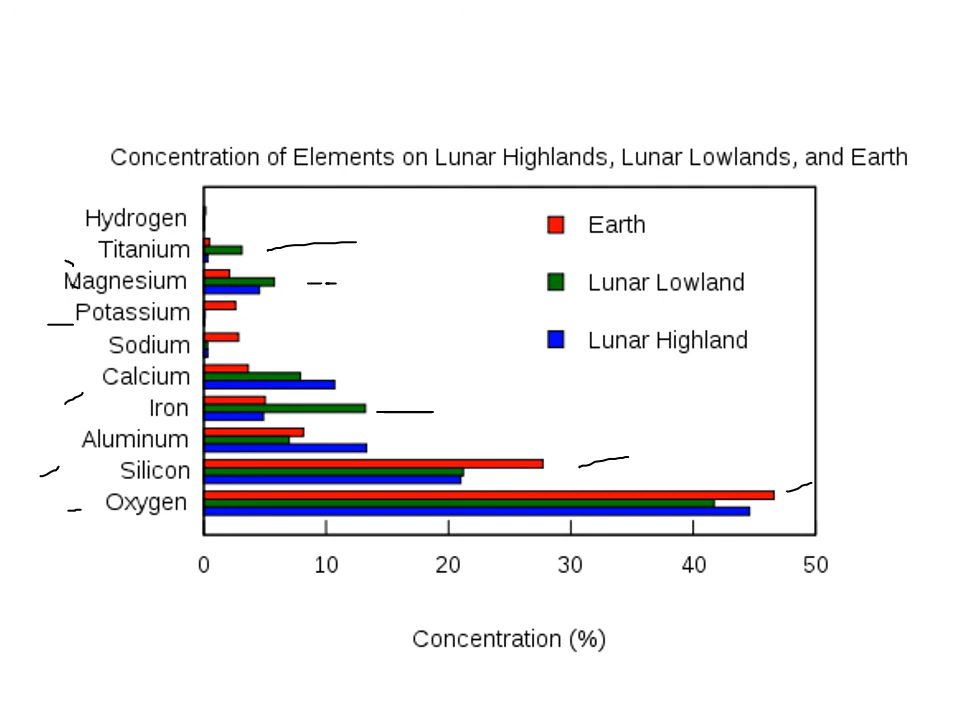 Concentration of Elements on Lunar Highlands, Lunar Lowlands, and Earth
Hydrogen
Titanium
Magnesium
Potassium
Sodium
Calcium
Iron
Aluminum
Silicon
Oxygen
Earth
Lunar Lowland
Lunar Highland
0 10 20 30 40 50
Concentration (%)